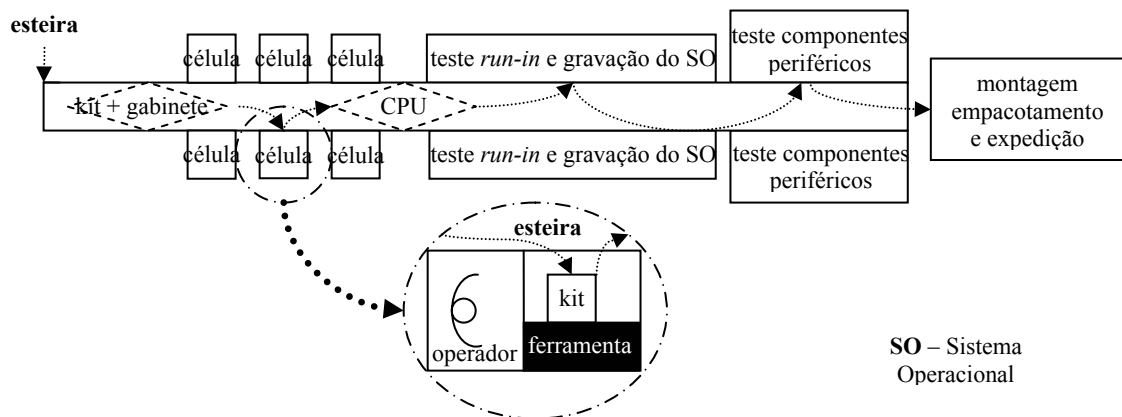 esteira
célula
célula
célula
teste run-in e gravação do SO
teste componentes
periféricos
kit + gabinete
CPU
montagem
empacotamento
e expedição
célula
célula
célula
teste run-in e gravação do SO
teste componentes
periféricos
esteira
kit
operador
ferramenta
SO – Sistema
Operacional